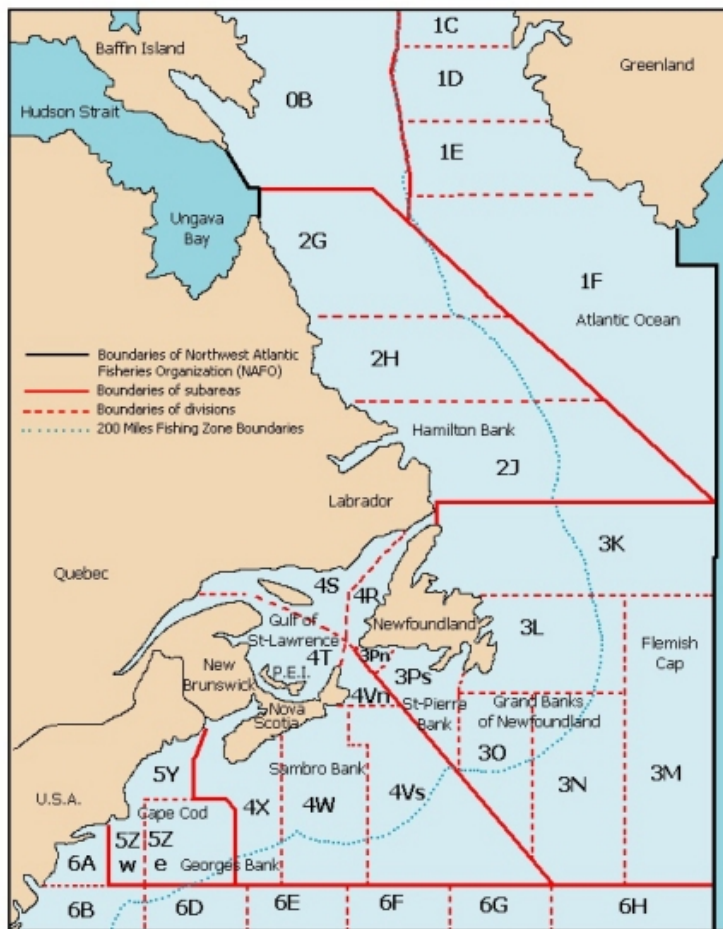 1C
Baffin Island
Greenland
1D
0B
Hudson Strait
1E
Ungava
Bay
2G
1F
Atlantic Ocean
Boundaries of Northwest Atlantic
Fisheries Organization (NAFO)
Boundaries of subareas
Boundaries of divisions
200 Miles Fishing Zone Boundaries
2H
Hamilton Bank
2J
Labrador
3K
Quebec
4S
4R
Gulf of
St-Lawrence
Newfoundland
3L
Flemish
Cap
4T
3Pn
3Ps
New
Brunswick
P.E.I.
4Vn
St-Pierre
Bank
Grand Banks
of Newfoundland
Nova
Scotia
3O
5Y
Sambro Bank
3N
3M
U.S.A.
Cape Cod
4X
4W
4Vs
5Z
w
5Z
e
Georges Bank
6A
6B
6D
6E
6F
6G
6H